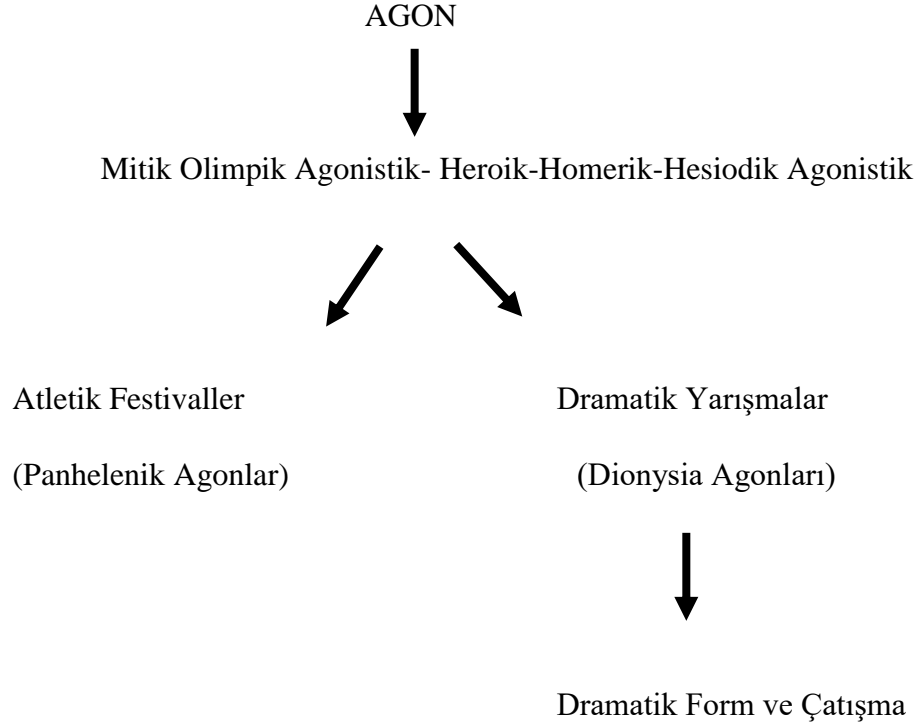 AGON
Mitik Olimpik Agonistik- Heroik-Homerik-Hesiodik Agonistik
Atletik Festivaller
Dramatik Yarışmalar
(Panhelenik Agonlar)
(Dionysia Agonları)
Dramatik Form ve Çatışma